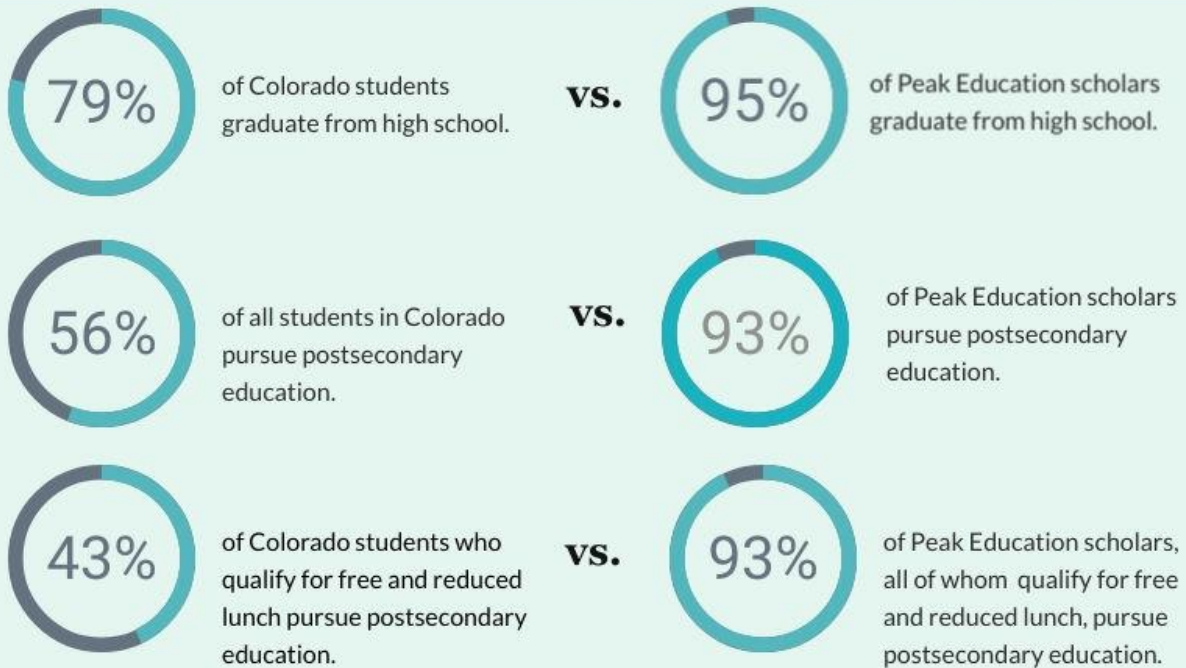 79%
of Colorado students
graduate from high school.
vs.
95%
of Peak Education scholars
graduate from high school.
56%
of all students in Colorado
pursue postsecondary
education.
vs.
93%
of Peak Education scholars
pursue postsecondary
education.
43%
of Colorado students who
qualify for free and reduced
lunch pursue postsecondary
education.
vs.
93%
of Peak Education scholars,
all of whom qualify for free
and reduced lunch, pursue
postsecondary education.